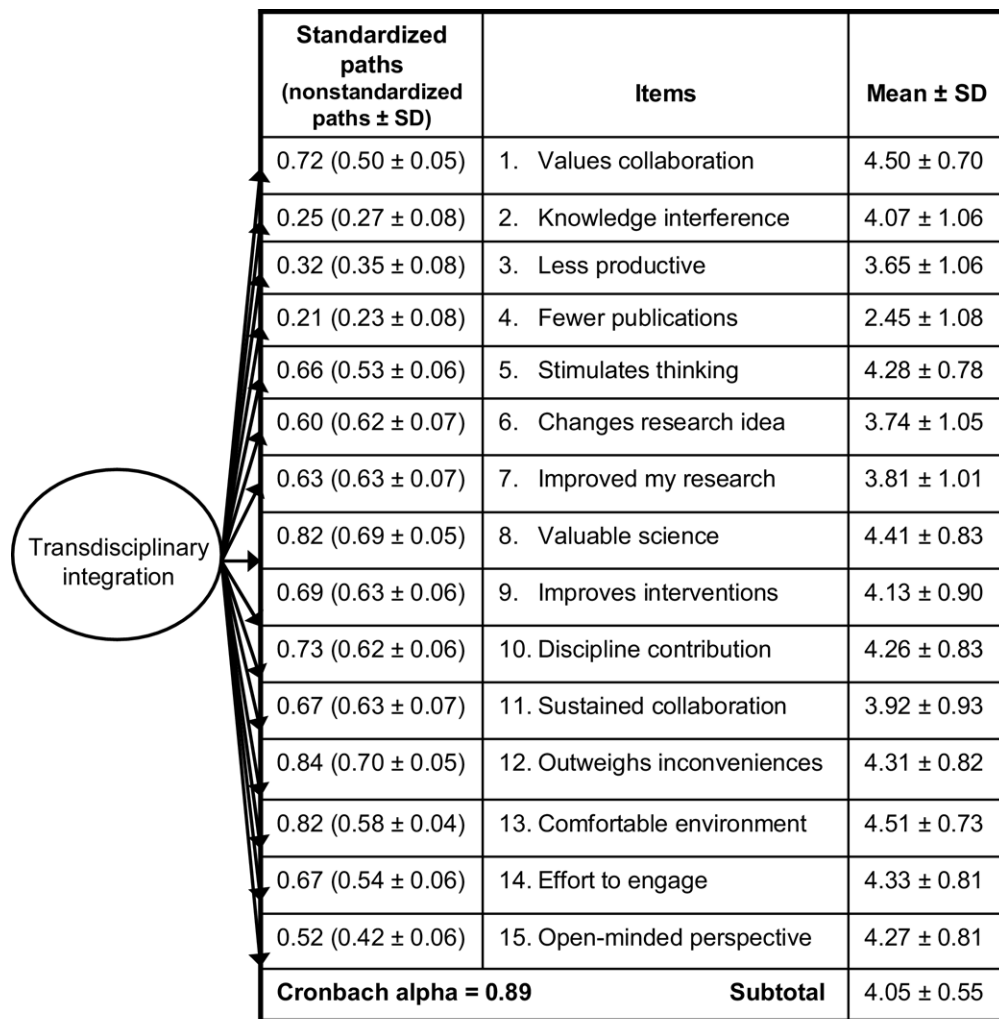 Standardized
paths
(nonstandardized
paths ± SD)
Items
Mean ± SD
0.72 (0.50 ± 0.05) 1. Values collaboration 4.50 ± 0.70
0.25 (0.27 ± 0.08) 2. Knowledge interference 4.07 ± 1.06
0.32 (0.35 ± 0.08) 3. Less productive 3.65 ± 1.06
0.21 (0.23 ± 0.08) 4. Fewer publications 2.45 ± 1.08
0.66 (0.53 ± 0.06) 5. Stimulates thinking 4.28 ± 0.78
0.60 (0.62 ± 0.07) 6. Changes research idea 3.74 ± 1.05
0.63 (0.63 ± 0.07) 7. Improved my research 3.81 ± 1.01
0.82 (0.69 ± 0.05) 8. Valuable science 4.41 ± 0.83
Transdisciplinary
integration
0.69 (0.63 ± 0.06) 9. Improves interventions 4.13 ± 0.90
0.73 (0.62 ± 0.06) 10. Discipline contribution 4.26 ± 0.83
0.67 (0.63 ± 0.07) 11. Sustained collaboration 3.92 ± 0.93
0.84 (0.70 ± 0.05) 12. Outweighs inconveniences 4.31 ± 0.82
0.82 (0.58 ± 0.04) 13. Comfortable environment 4.51 ± 0.73
0.67 (0.54 ± 0.06) 14. Effort to engage 4.33 ± 0.81
0.52 (0.42 ± 0.06) 15. Open-minded perspective 4.27 ± 0.81
Cronbach alpha = 0.89 Subtotal 4.05 ± 0.55